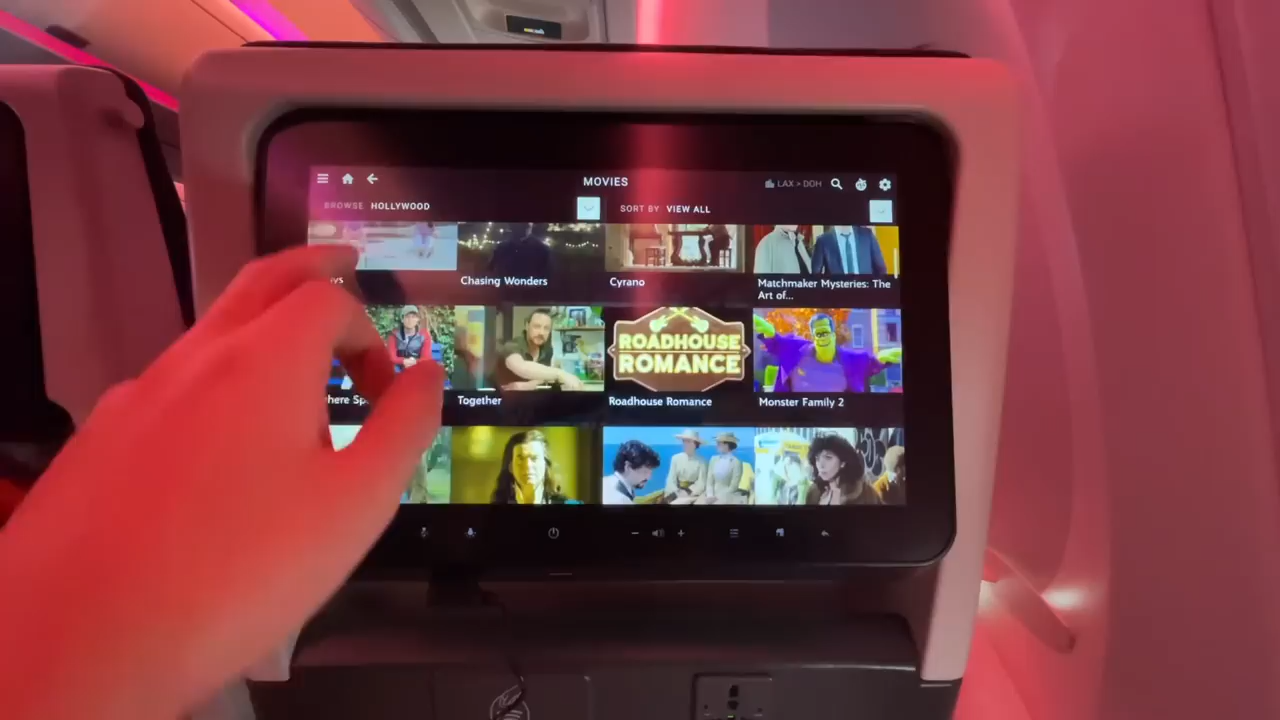 MOVIES
LAX > DOH
BROWSE HOLLYWOOD
SORT BY VIEW ALL
Chasing Wonders
Cyrano
Matchmaker Mysteries: The
Art of...
ROADHOUSE
ROMANCE
Together
Roadhouse Romance
Monster Family 2